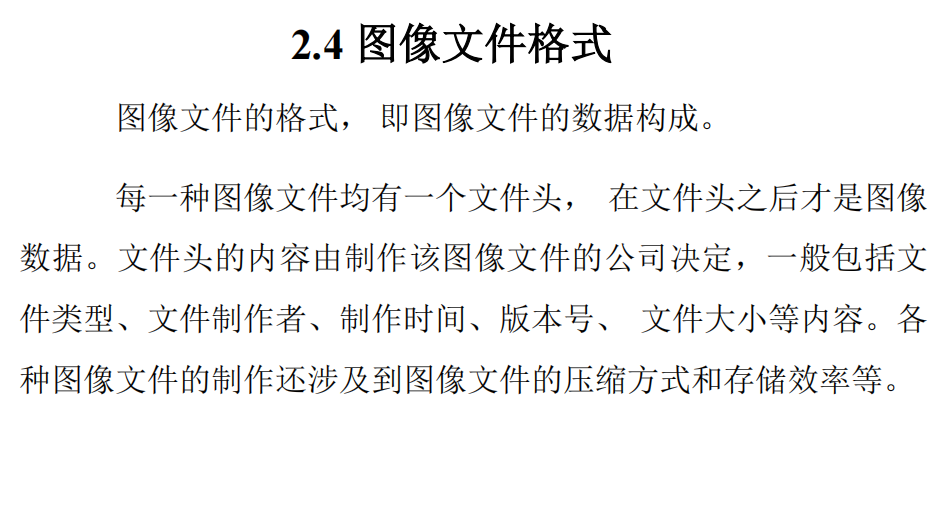 2.4 图像文件格式
图像文件的格式， 即图像文件的数据构成。
每一种图像文件均有一个文件头， 在文件头之后才是图像
数据。文件头的内容由制作该图像文件的公司决定，一般包括文
件类型、文件制作者、制作时间、版本号、 文件大小等内容。各
种图像文件的制作还涉及到图像文件的压缩方式和存储效率等。